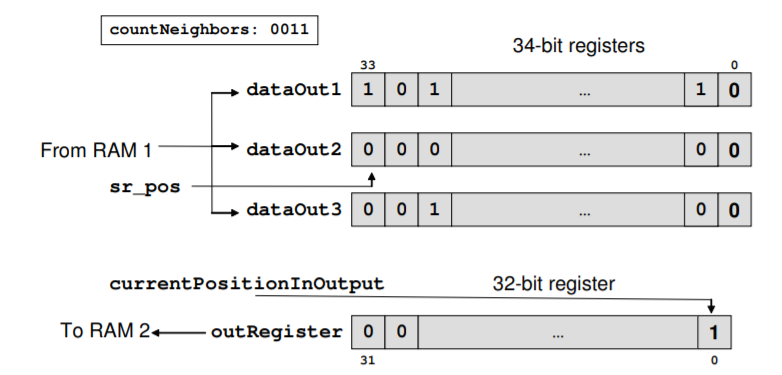 countNeighbors: 0011
34-bit registers
33 0
dataOut1 1 0 1 ... 1 0
From RAM 1 dataOut2 0 0 0 ... 0 0
sr_pos
dataOut3 0 0 1 ... 0 0
currentPositionInOutput 32-bit register
To RAM 2 outRegister 0 0 ... 1
31 0